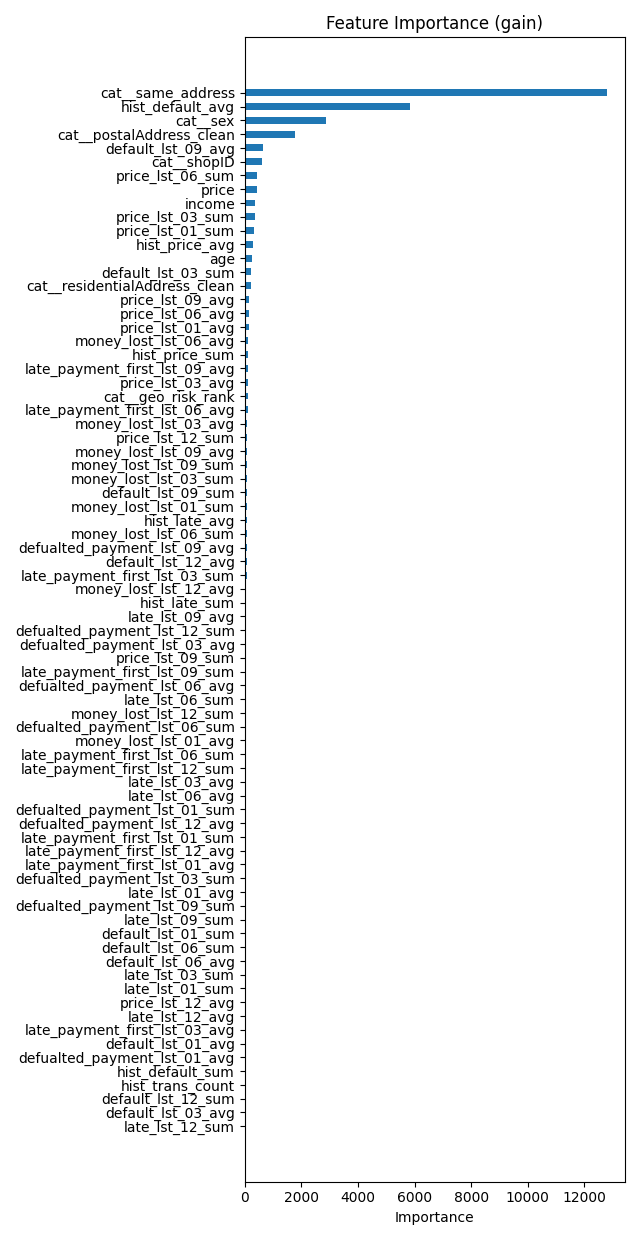 Feature Importance (gain)
cat__same_address
hist_default_avg
cat__sex
cat__postalAddress_clean
default_lst_09_avg
cat__shopID
price_lst_06_sum
price
income
price_lst_03_sum
price_lst_01_sum
hist_price_avg
age
default_lst_03_sum
cat__residentialAddress_clean
price_lst_09_avg
price_lst_06_avg
price_lst_01_avg
money_lost_lst_06_avg
hist_price_sum
late_payment_first_lst_09_avg
price_lst_03_avg
cat__geo_risk_rank
late_payment_first_lst_06_avg
money_lost_lst_03_avg
price_lst_12_sum
money_lost_lst_09_avg
money_lost_lst_09_sum
money_lost_lst_03_sum
default_lst_09_sum
money_lost_lst_01_sum
hist_late_avg
money_lost_lst_06_sum
defualted_payment_lst_09_avg
default_lst_12_avg
late_payment_first_lst_03_sum
money_lost_lst_12_avg
hist_late_sum
late_lst_09_avg
defualted_payment_lst_12_sum
defualted_payment_lst_03_avg
price_lst_09_sum
late_payment_first_lst_09_sum
defualted_payment_lst_06_avg
late_lst_06_sum
money_lost_lst_12_sum
defualted_payment_lst_06_sum
money_lost_lst_01_avg
late_payment_first_lst_06_sum
late_payment_first_lst_12_sum
late_lst_03_avg
late_lst_06_avg
defualted_payment_lst_01_sum
defualted_payment_lst_12_avg
late_payment_first_lst_01_sum
late_payment_first_lst_12_avg
late_payment_first_lst_01_avg
defualted_payment_lst_03_sum
late_lst_01_avg
defualted_payment_lst_09_sum
late_lst_09_sum
default_lst_01_sum
default_lst_06_sum
default_lst_06_avg
late_lst_03_sum
late_lst_01_sum
price_lst_12_avg
late_lst_12_avg
late_payment_first_lst_03_avg
default_lst_01_avg
defualted_payment_lst_01_avg
hist_default_sum
hist_trans_count
default_lst_12_sum
default_lst_03_avg
late_lst_12_sum
0 2000 4000 6000 8000 10000 12000
Importance